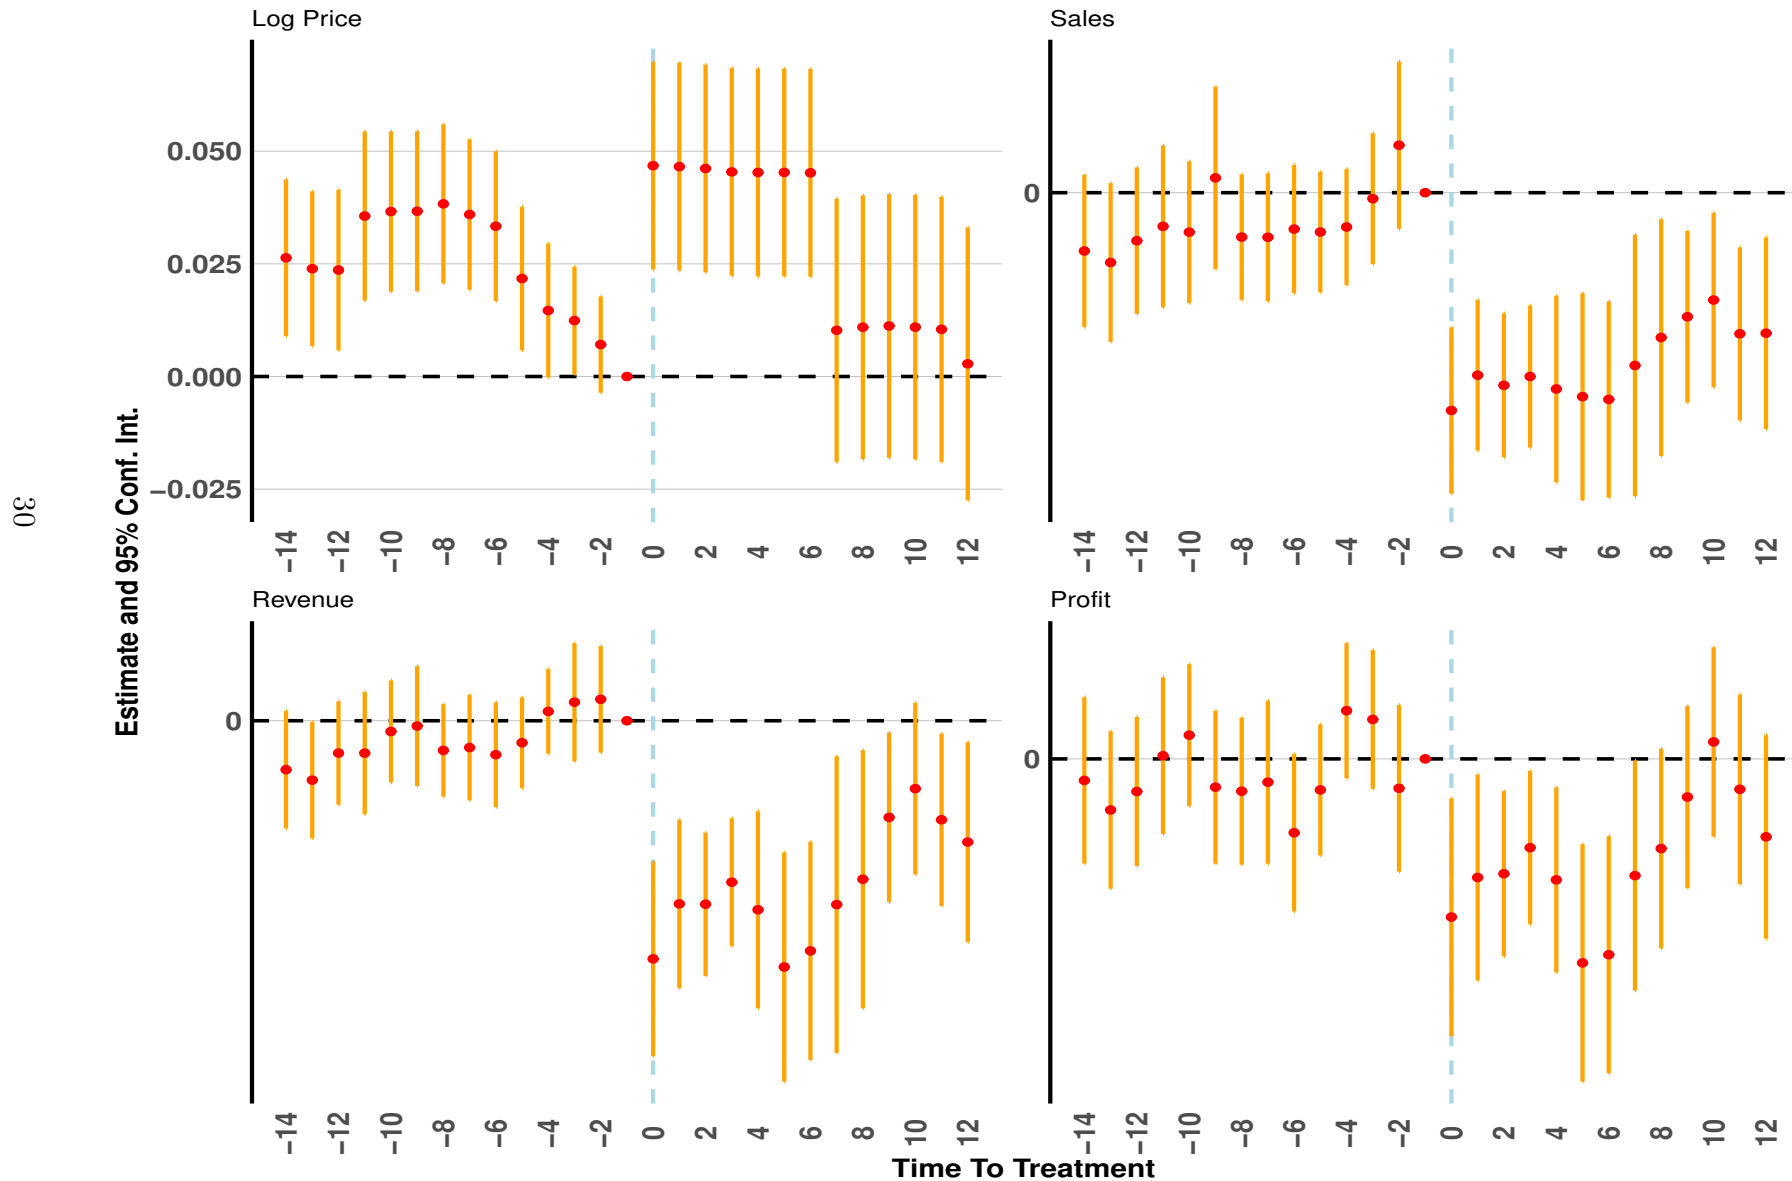 Log Price
Sales
0.050
0.025
0.000
−0.025
0
−14 −12 −10 −8 −6 −4 −2 0 2 4 6 8 10 12
−14 −12 −10 −8 −6 −4 −2 0 2 4 6 8 10 12
Revenue
Profit
0
0
−14 −12 −10 −8 −6 −4 −2 0 2 4 6 8 10 12
−14 −12 −10 −8 −6 −4 −2 0 2 4 6 8 10 12
Time To Treatment
Estimate and 95% Conf. Int.
30